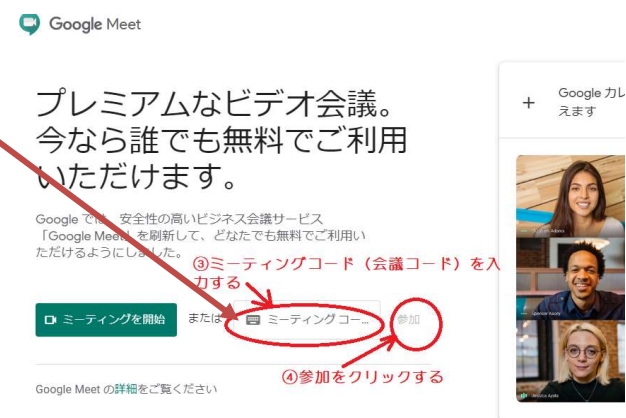 Google Meet
プレミアムなビデオ会議。
今なら誰でも無料でご利用
いただけます。
Google カレ
えます
Google では、安全性の高いビジネス会議サービス
「Google Meet」を刷新して、どなたでも無料でご利用い
ただけるようにしました。
③ミーティングコード（会議コード）を入
力する
ミーティングを開始 または ミーティング コー... 参加
④参加をクリックする
Google Meet の詳細をご覧ください